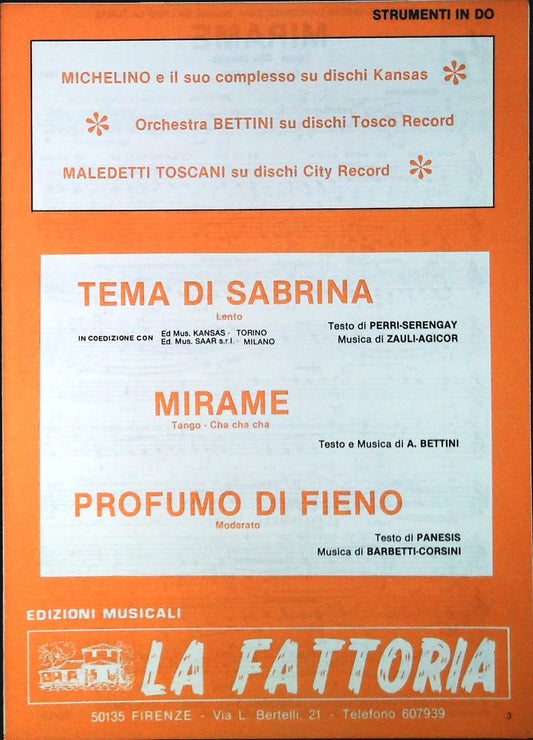 STRUMENTI IN DO
MICHELINO e il suo complesso su dischi Kansas
Orchestra BETTINI su dischi Tosco Record
MALEDETTI TOSCANI su dischi City Record
TEMA DI SABRINA
Lento
IN COEDIZIONE CON Ed Mus. KANSAS - TORINO
Ed. Mus. SAAR s.r.l. - MILANO
Testo di PERRI-SERENGAY
Musica di ZAULI-AGICOR
MIRAME
Tango - Cha cha cha
Testo e Musica di A. BETTINI
PROFUMO DI FIENO
Moderato
Testo di PANESIS
Musica di BARBETTI-CORSINI
EDIZIONI MUSICALI
LA FATTORIA
50135 FIRENZE - Via L. Bertelli, 21 - Telefono 607939
3